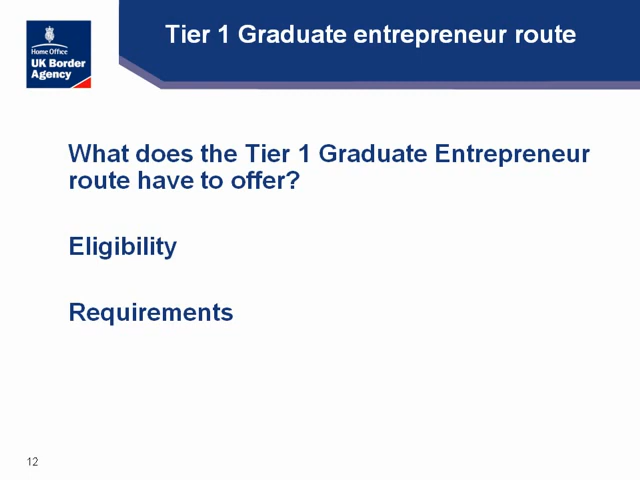 Tier 1 Graduate entrepreneur route
Home Office
UK Border
Agency
What does the Tier 1 Graduate Entrepreneur
route have to offer?
Eligibility
Requirements
12